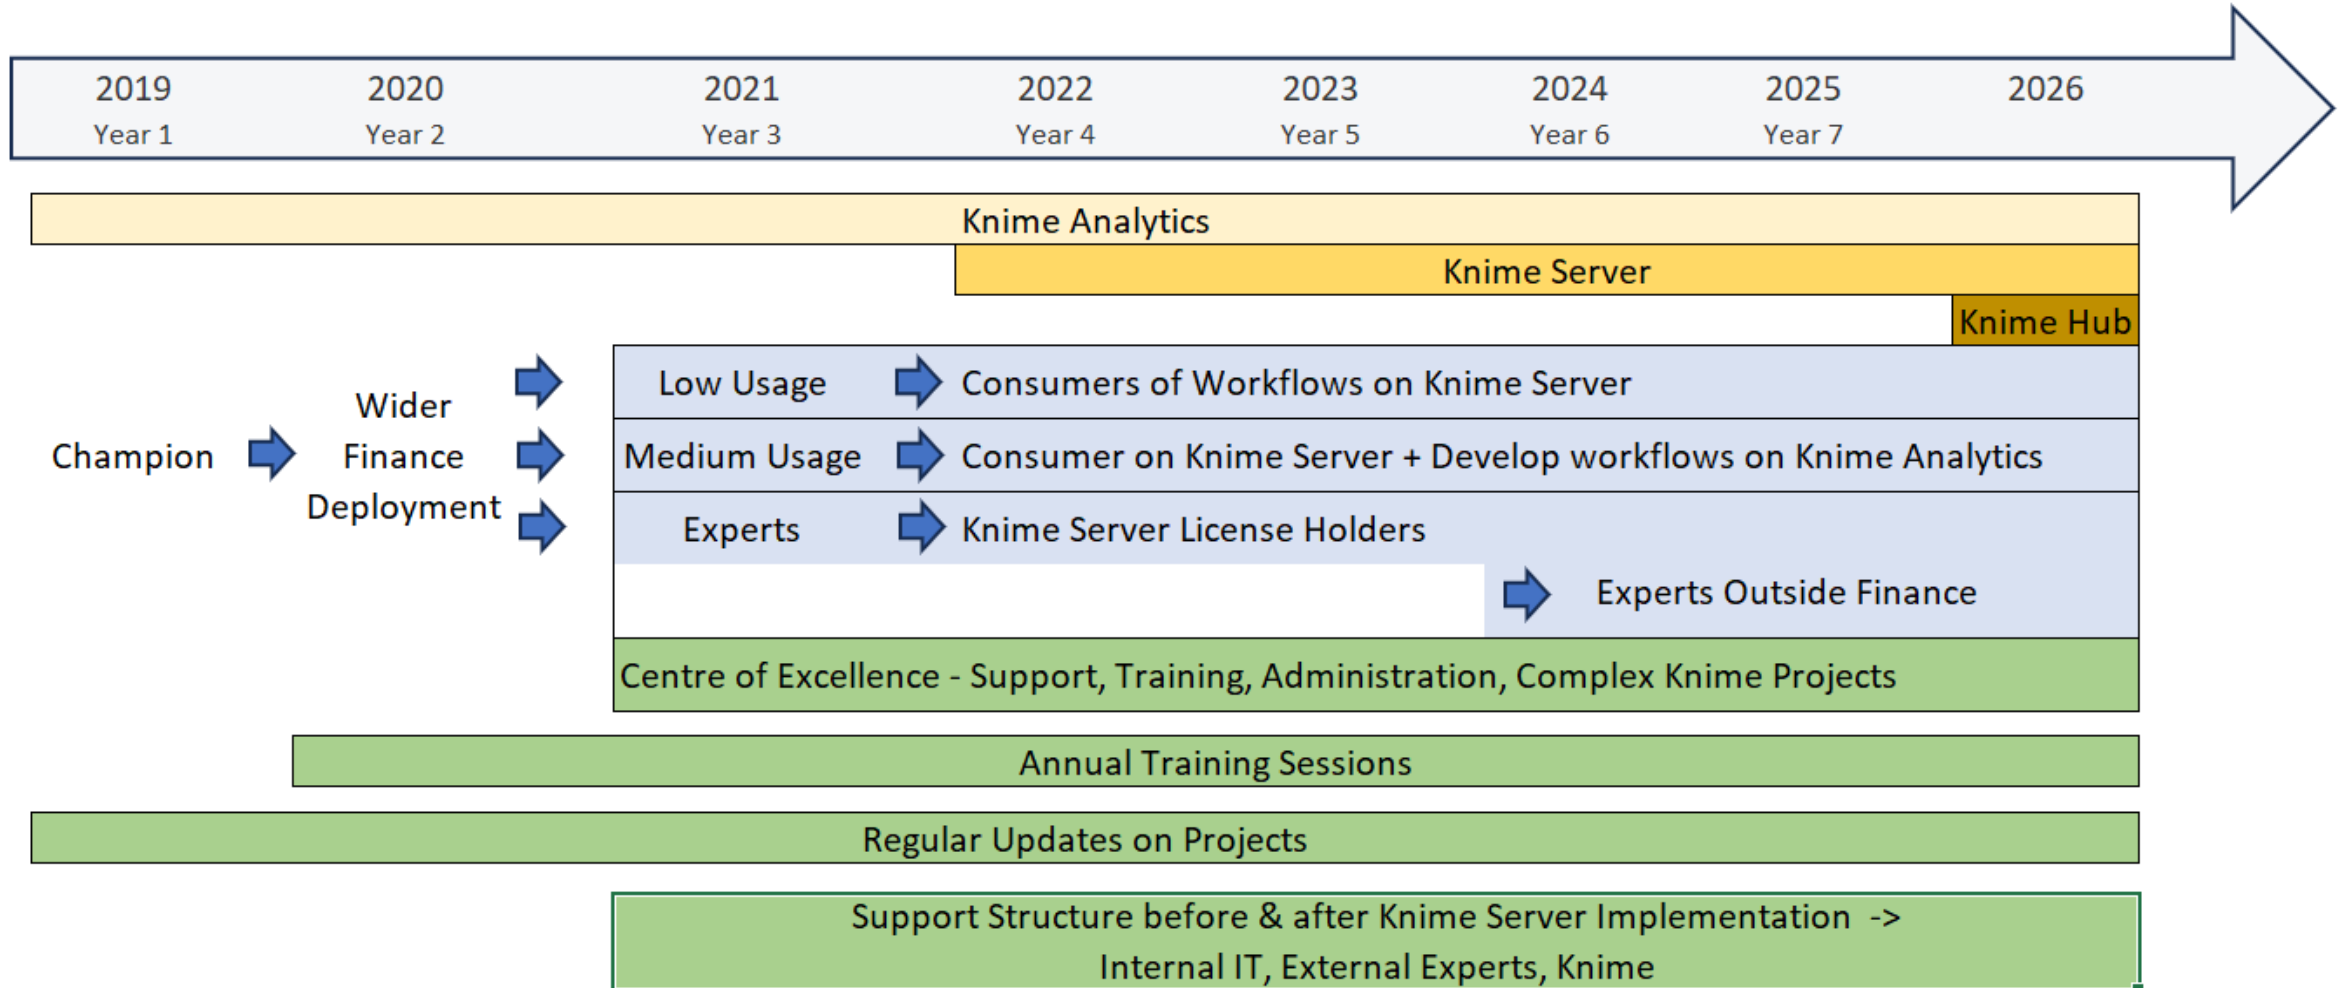 2019 2020 2021 2022 2023 2024 2025 2026
Year 1 Year 2 Year 3 Year 4 Year 5 Year 6 Year 7
Knime Analytics
Knime Server
Knime Hub
Champion
Wider
Finance
Deployment
Low Usage
Consumers of Workflows on Knime Server
Medium Usage
Consumer on Knime Server + Develop workflows on Knime Analytics
Experts
Knime Server License Holders
Experts Outside Finance
Centre of Excellence - Support, Training, Administration, Complex Knime Projects
Annual Training Sessions
Regular Updates on Projects
Support Structure before & after Knime Server Implementation ->
Internal IT, External Experts, Knime